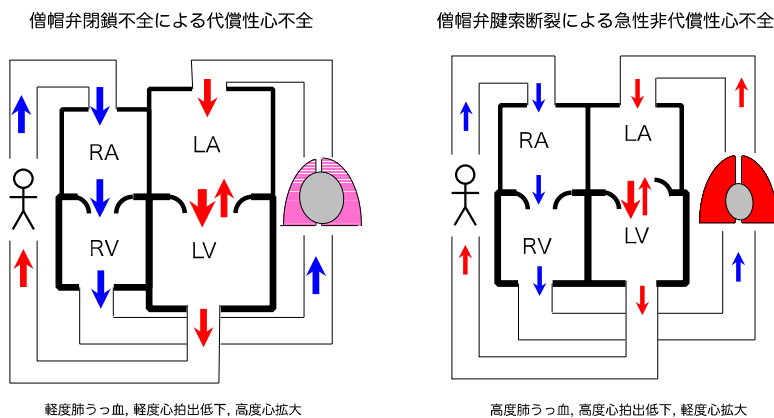 僧帽弁閉鎖不全による代償性心不全
僧帽弁腱索断裂による急性非代償性心不全
RA
LA
RV
LV
RA
LA
RV
LV
軽度肺うっ血, 軽度心拍出低下, 高度心拡大
高度肺うっ血, 高度心拍出低下, 軽度心拡大